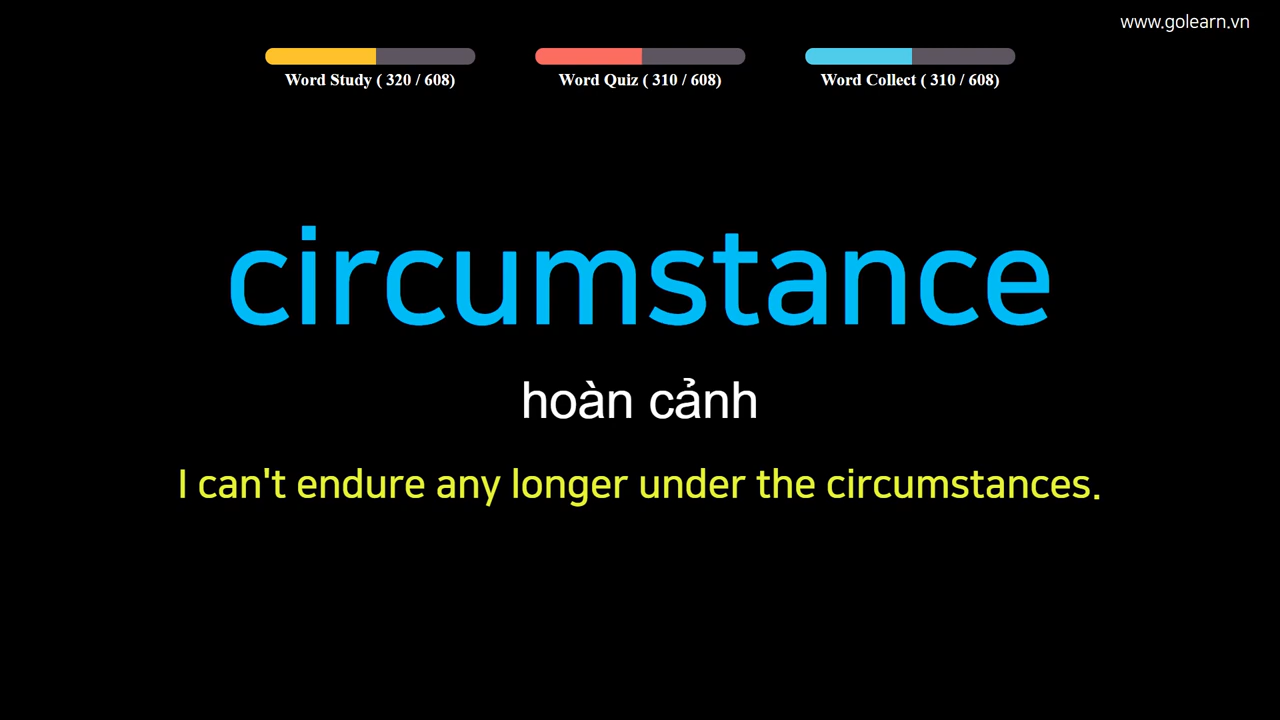 www.golearn.vn
Word Study ( 320 / 608)
Word Quiz ( 310 / 608)
Word Collect ( 310 / 608)
circumstance
hoàn cảnh
I can't endure any longer under the circumstances.